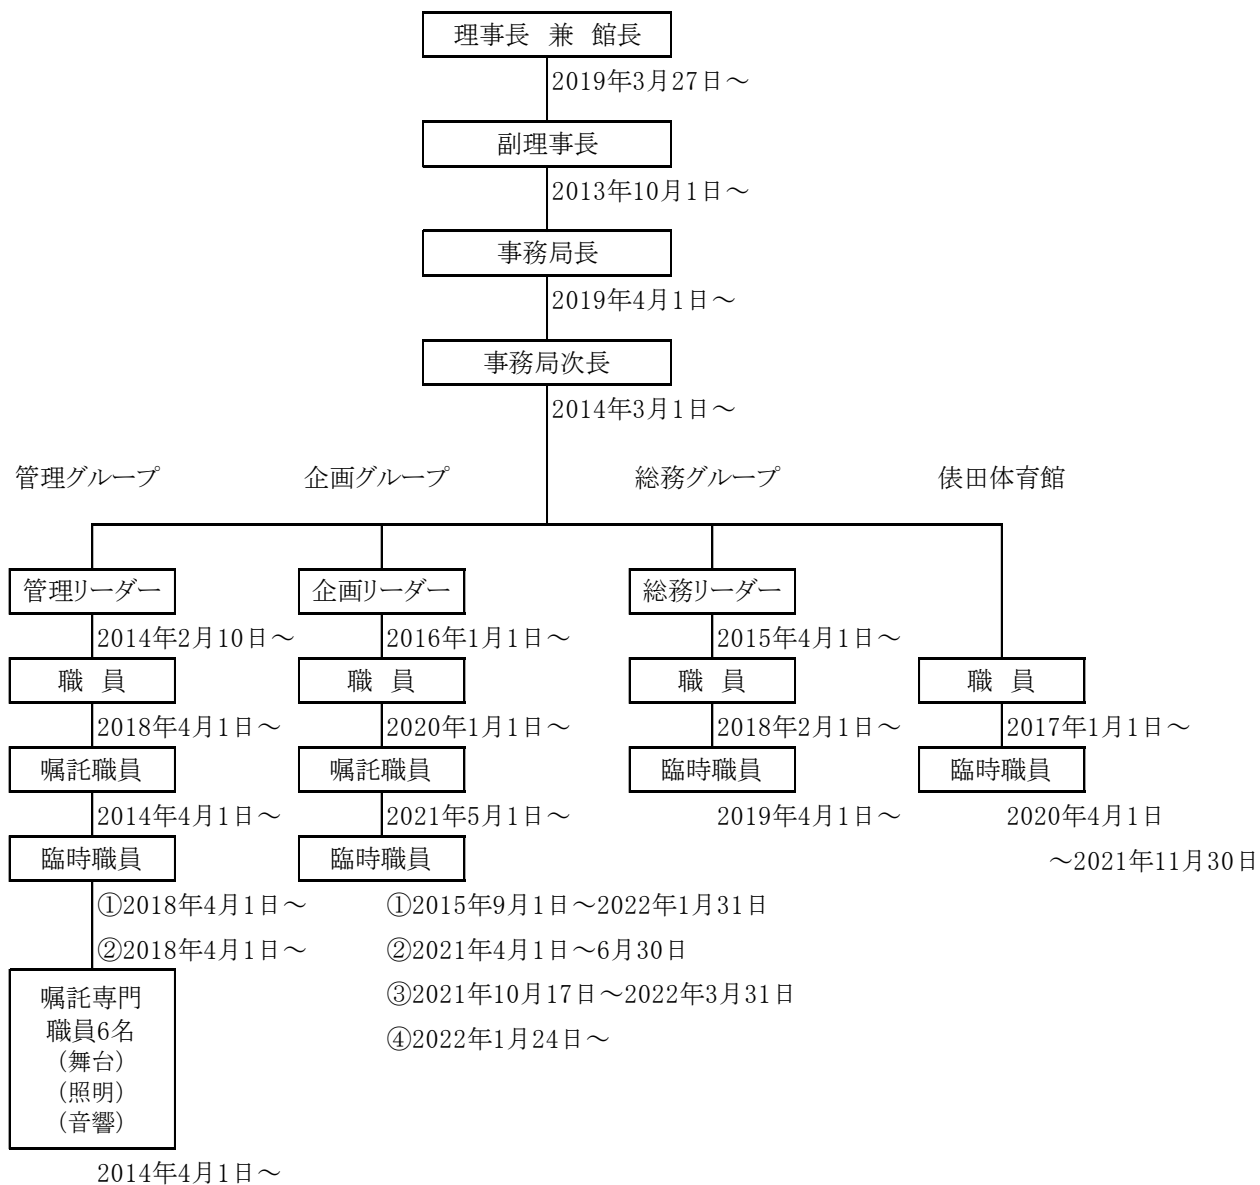 理事長 兼 館長
2019年3月27日～
副理事長
2013年10月1日～
事務局長
2019年4月1日～
事務局次長
2014年3月1日～
管理グループ 企画グループ 総務グループ 俵田体育館
管理リーダー 企画リーダー 総務リーダー
2014年2月10日～ 2016年1月1日～ 2015年4月1日～
職 員 職 員 職 員 職 員
2018年4月1日～ 2020年1月1日～ 2018年2月1日～ 2017年1月1日～
嘱託職員 嘱託職員 臨時職員 臨時職員
2014年4月1日～ 2021年5月1日～ 2019年4月1日～ 2020年4月1日
臨時職員 臨時職員 ～2021年11月30日
①2018年4月1日～ ①2015年9月1日～2022年1月31日
②2018年4月1日～ ②2021年4月1日～6月30日
嘱託専門 ③2021年10月17日～2022年3月31日
職員6名 ④2022年1月24日～
（舞台）
（照明）
（音響）
2014年4月1日～